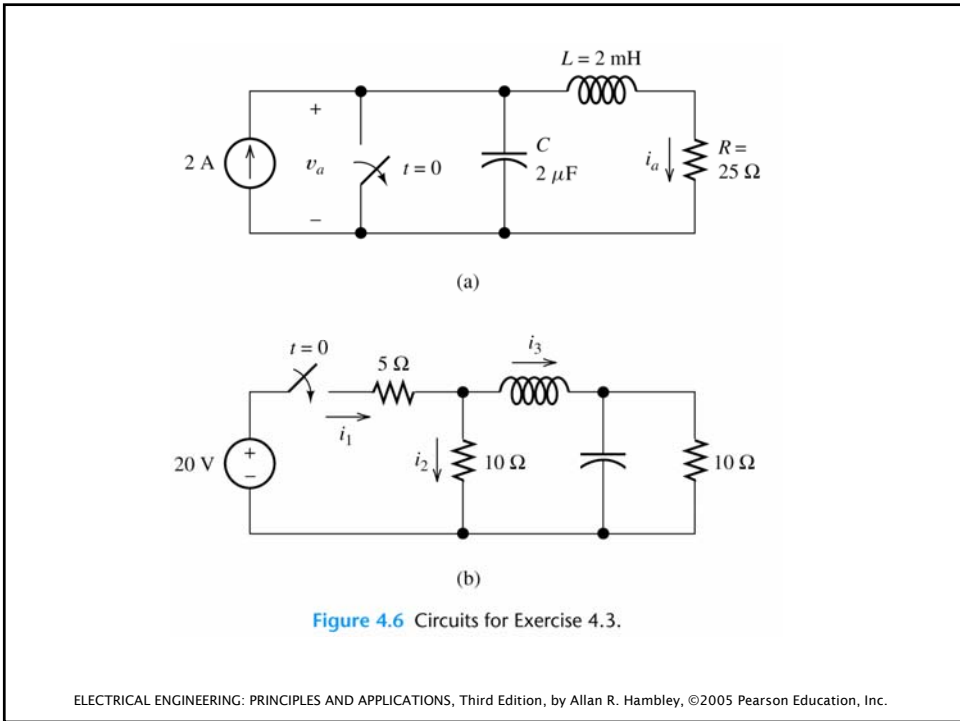 L = 2 mH
+
2 A
v_a
t = 0
C
2 μF
i_a
R =
25 Ω
−
(a)
t = 0
5 Ω
i_3
i_1
20 V
+
−
i_2
10 Ω
10 Ω
(b)
Figure 4.6 Circuits for Exercise 4.3.
ELECTRICAL ENGINEERING: PRINCIPLES AND APPLICATIONS, Third Edition, by Allan R. Hambley, ©2005 Pearson Education, Inc.